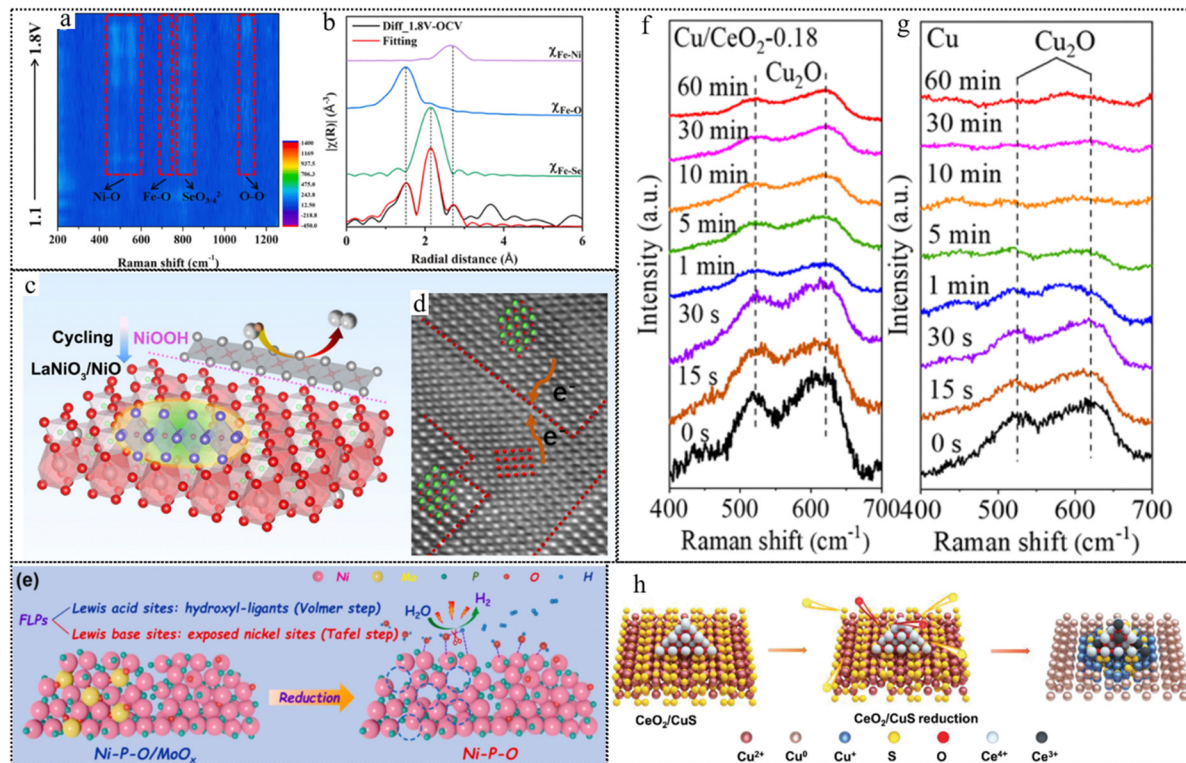 a
1.8V
1.1
Ni-O
Fe-O
SeO3/4 2
O-O
1400
1169
937.5
706.3
475.0
243.8
12.50
-218.8
-450.0
200
400
600
800
1000
1200
Raman shift (cm-1)
b
Diff_1.8V-OCV
Fitting
χFe-Ni
χFe-O
χFe-Se
|χ(R)| (Å-3)
0
2
4
6
Radial distance (Å)
c
Cycling
NiOOH
LaNiO3/NiO
d
e-
e-
(e)
Ni
Mo
P
O
H
FLPs
Lewis acid sites: hydroxyl-ligants (Volmer step)
Lewis base sites: exposed nickel sites (Tafel step)
H2O
H2
Reduction
Ni-P-O/MoOx
Ni-P-O
f
Cu/CeO2-0.18
Cu2O
60 min
30 min
10 min
5 min
1 min
30 s
15 s
0 s
Intensity (a.u.)
400
500
600
700
Raman shift (cm-1)
g
Cu
Cu2O
60 min
30 min
10 min
5 min
1 min
30 s
15 s
0 s
Intensity (a.u.)
400
500
600
700
Raman shift (cm-1)
h
CeO2/CuS
CeO2/CuS reduction
Cu2+
Cu0
Cu+
S
O
Ce4+
Ce3+